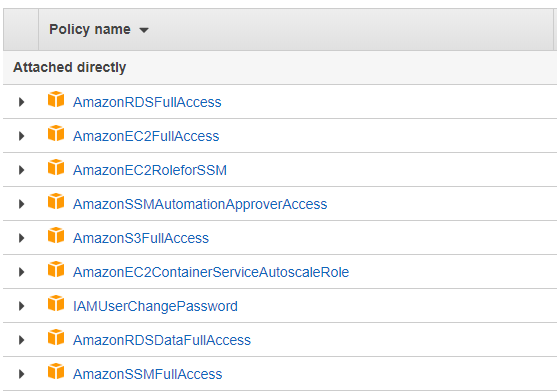 Policy name
Attached directly
AmazonRDSFullAccess
AmazonEC2FullAccess
AmazonEC2RoleforSSM
AmazonSSMAutomationApproverAccess
AmazonS3FullAccess
AmazonEC2ContainerServiceAutoscaleRole
IAMUserChangePassword
AmazonRDSDataFullAccess
AmazonSSMFullAccess